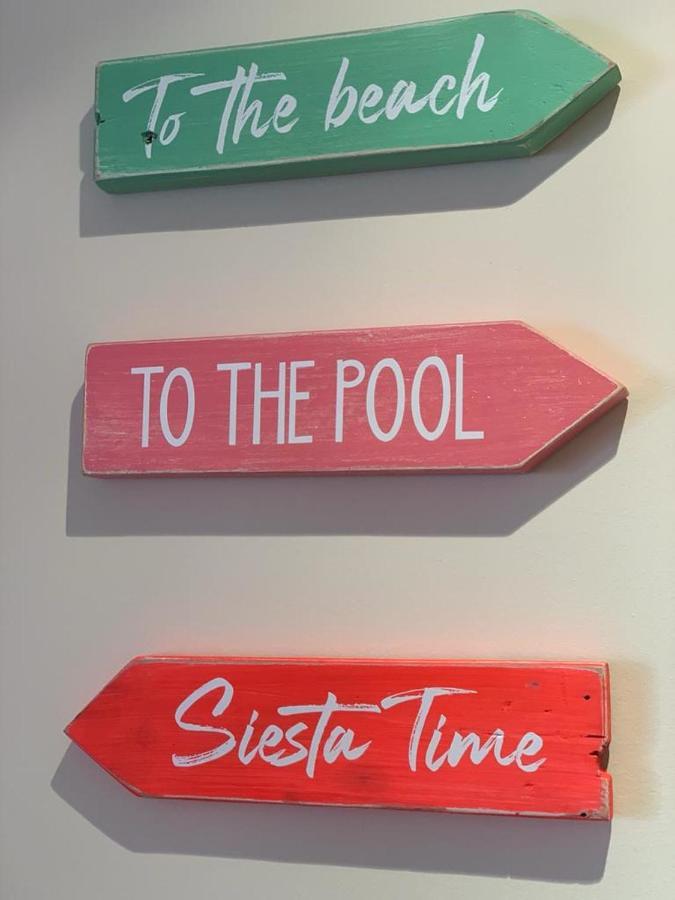 To the beach
TO THE POOL
Siesta Time